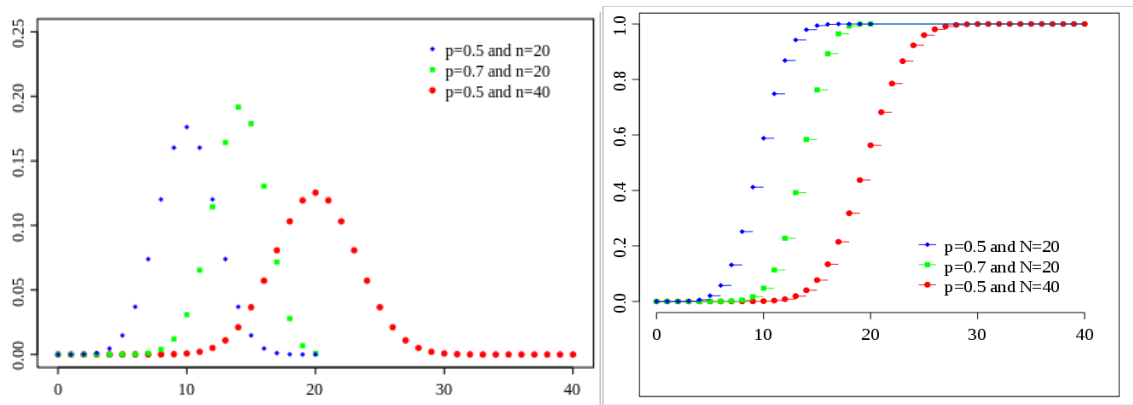 0.25
0.20
0.15
0.10
0.05
0.00
p=0.5 and n=20
p=0.7 and n=20
p=0.5 and n=40
0 10 20 30 40
1.0
0.8
0.6
0.4
0.2
0.0
p=0.5 and N=20
p=0.7 and N=20
p=0.5 and N=40
0 10 20 30 40